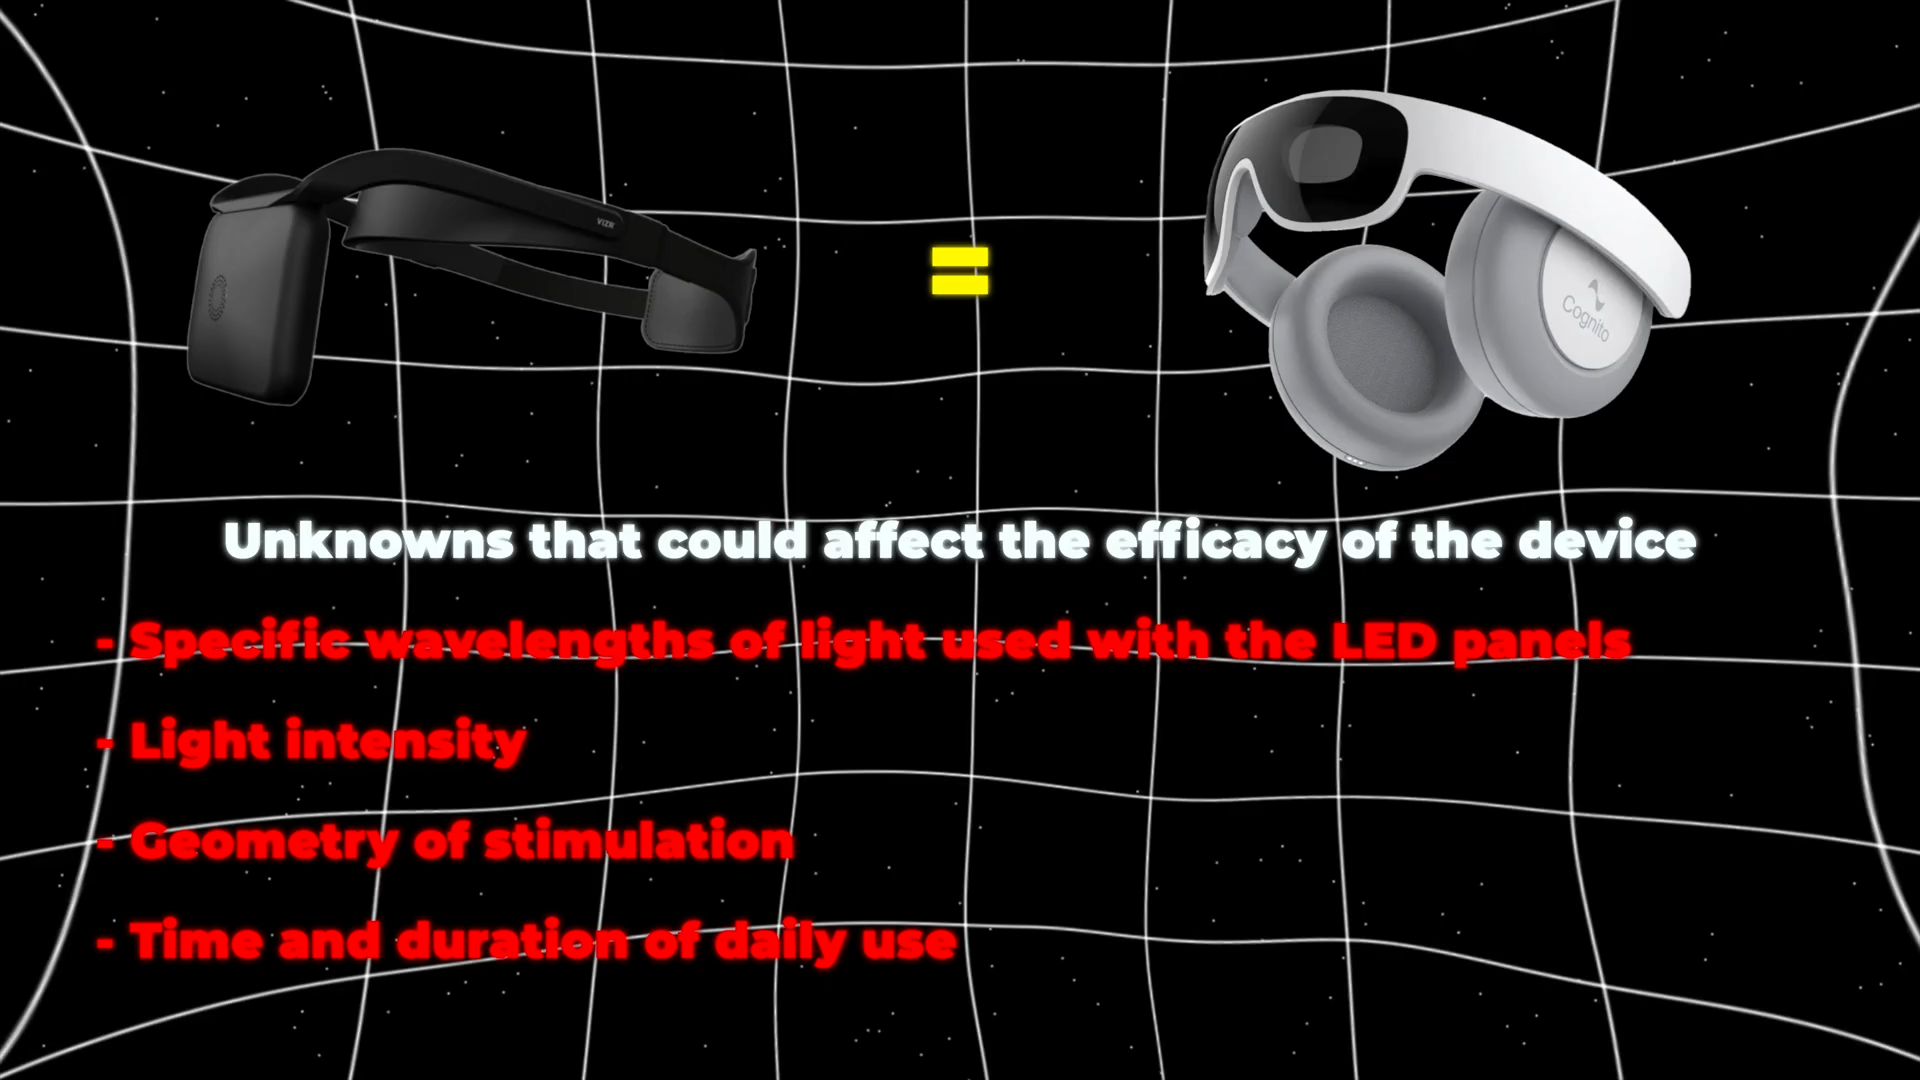 VIZR
=
Cognito
Unknowns that could affect the efficacy of the device
- Specific wavelengths of light used with the LED panels
- Light intensity
- Geometry of stimulation
- Time and duration of daily use